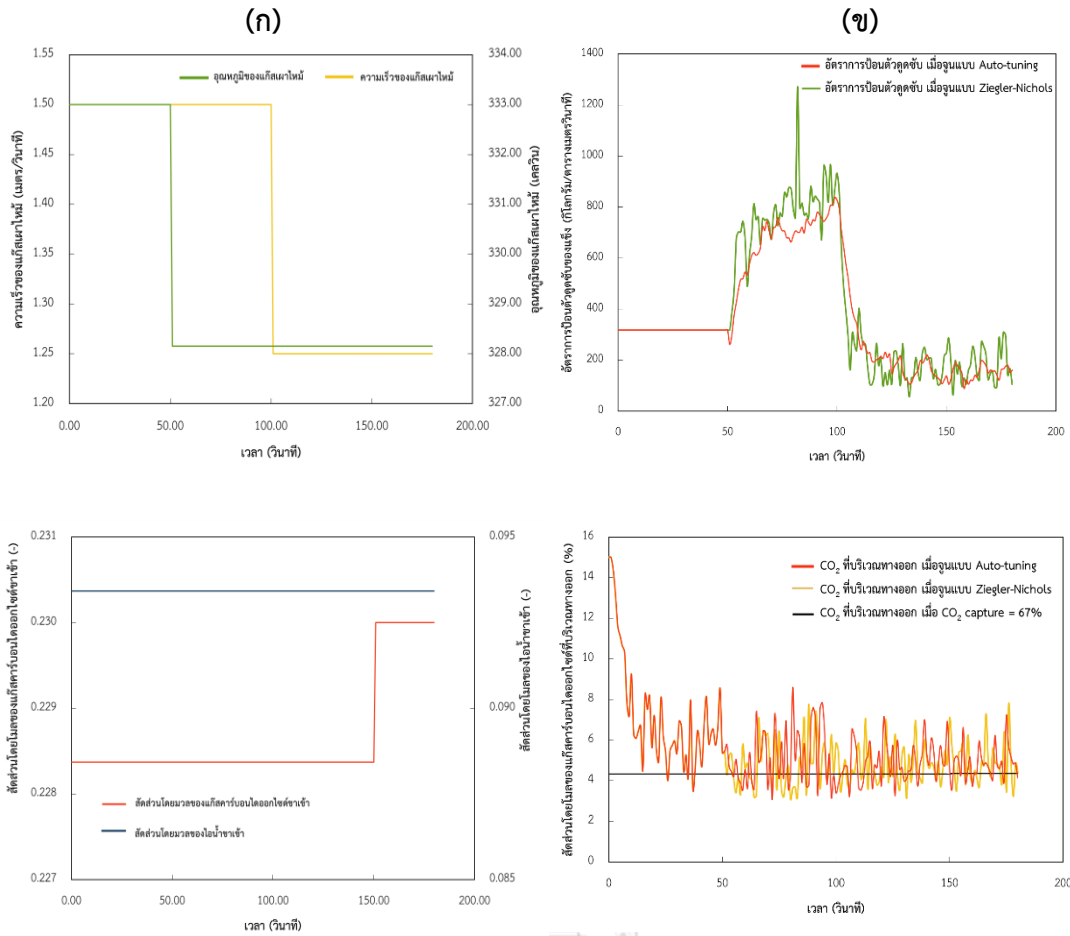 (ก)
(ข)
1.55
1.50
1.45
1.40
1.35
1.30
1.25
1.20
ความเร็วของแก๊สเผาไหม้ (เมตร/วินาที)
อุณหภูมิของแก๊สเผาไหม้
ความเร็วของแก๊สเผาไหม้
334.00
333.00
332.00
331.00
330.00
329.00
328.00
327.00
อุณหภูมิของแก๊สเผาไหม้ (เคลวิน)
0.00 50.00 100.00 150.00 200.00
เวลา (วินาที)
1400
1200
1000
800
600
400
200
0
อัตราการป้อนตัวดูดซับของแข็ง (กิโลกรัม/ตารางเมตรวินาที)
อัตราการป้อนตัวดูดซับ เมื่อจูนแบบ Auto-tuning
อัตราการป้อนตัวดูดซับ เมื่อจูนแบบ Ziegler-Nichols
0 50 100 150 200
เวลา (วินาที)
0.231
0.230
0.229
0.228
0.227
สัดส่วนโดยโมลของแก๊สคาร์บอนไดออกไซด์ขาเข้า (-)
สัดส่วนโดยมวลของแก๊สคาร์บอนไดออกไซด์ขาเข้า
สัดส่วนโดยมวลของไอน้ำขาเข้า
0.095
0.090
0.085
สัดส่วนโดยโมลของไอน้ำขาเข้า (-)
0.00 50.00 100.00 150.00 200.00
เวลา (วินาที)
16
14
12
10
8
6
4
2
0
สัดส่วนโดยโมลของแก๊สคาร์บอนไดออกไซด์ที่บริเวณทางออก (%)
CO₂ ที่บริเวณทางออก เมื่อจูนแบบ Auto-tuning
CO₂ ที่บริเวณทางออก เมื่อจูนแบบ Ziegler-Nichols
CO₂ ที่บริเวณทางออก เมื่อ CO₂ capture = 67%
0 50 100 150 200
เวลา (วินาที)